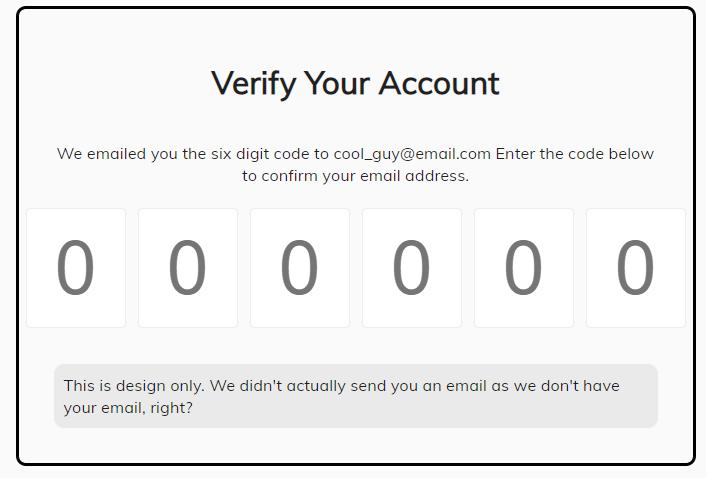 Verify Your Account
We emailed you the six digit code to cool_guy@email.com Enter the code below
to confirm your email address.
0 0 0 0 0 0
This is design only. We didn't actually send you an email as we don't have
your email, right?